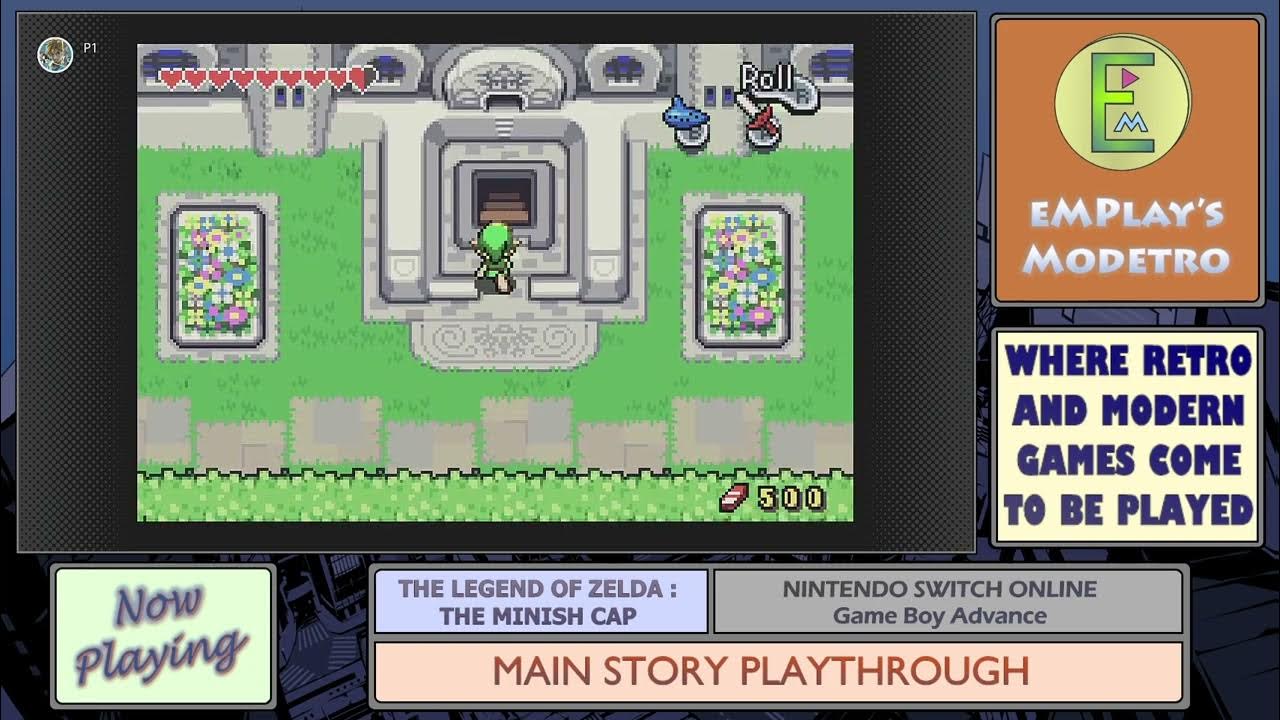 P1
Roll
R
500
E
M
eMPlay's
Modetro
WHERE RETRO
AND MODERN
GAMES COME
TO BE PLAYED
Now
Playing
THE LEGEND OF ZELDA :
THE MINISH CAP
NINTENDO SWITCH ONLINE
Game Boy Advance
MAIN STORY PLAYTHROUGH